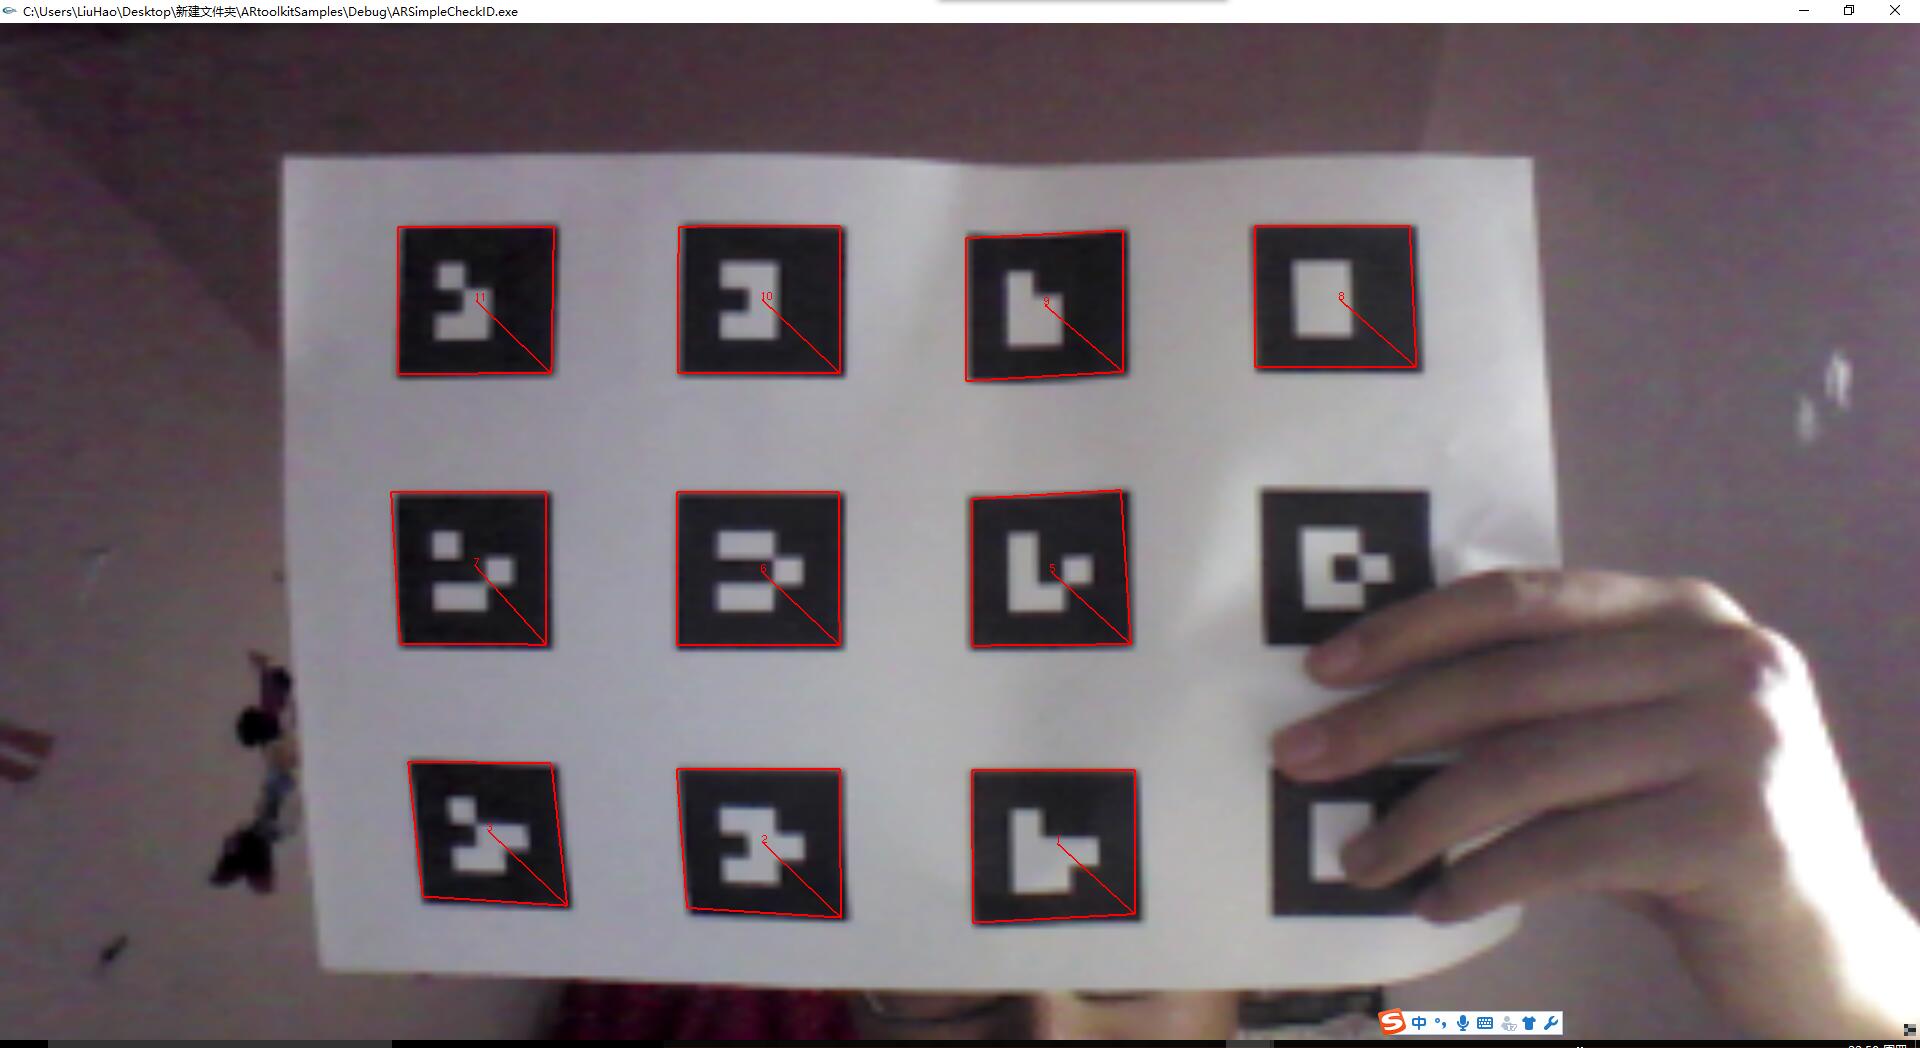 C:\Users\LiuHao\Desktop\新建文件夹\ARtoolkitSamples\Debug\ARSimpleCheckID.exe
11 10 9 8
7 6 5
3 2 1
中